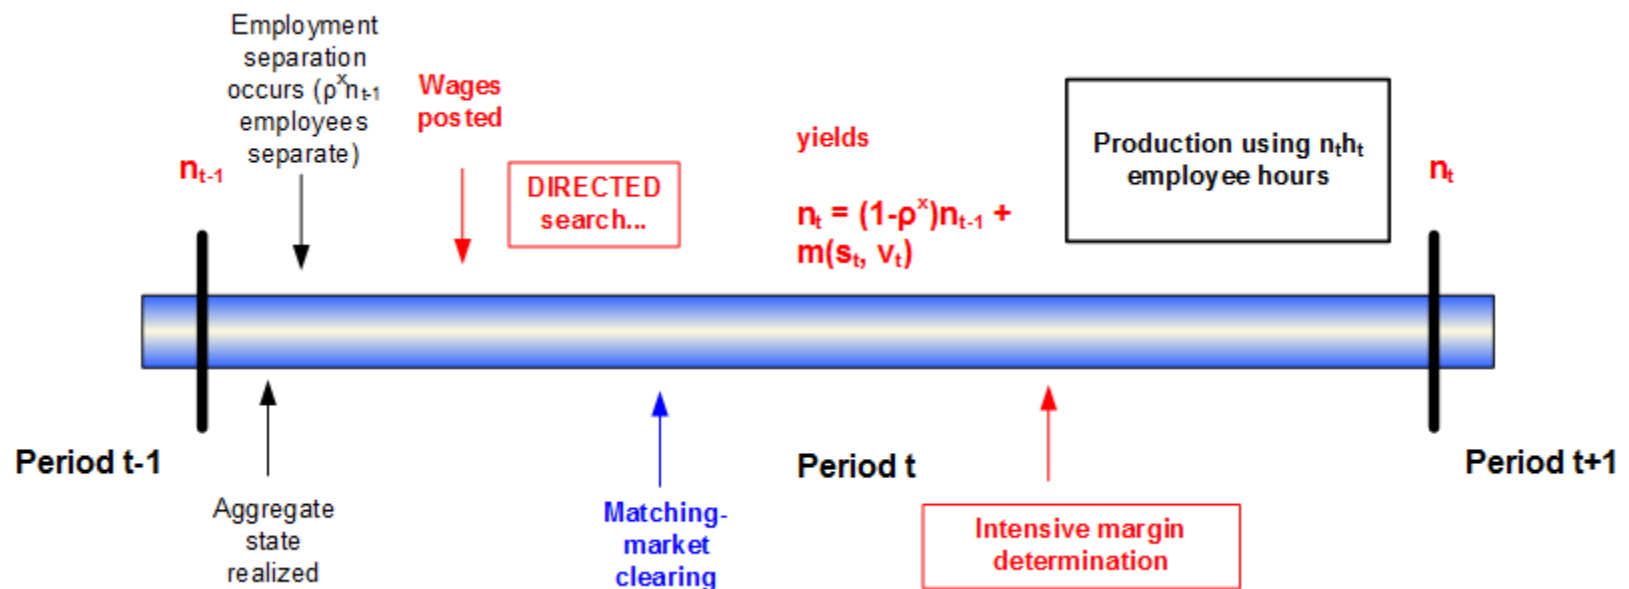 Employment
separation
occurs (ρˣnₜ₋₁
employees
separate)
nₜ₋₁
Wages
posted
DIRECTED
search...
yields
nₜ = (1-ρˣ)nₜ₋₁ +
m(sₜ, vₜ)
Production using nₜhₜ
employee hours
nₜ
Period t-1
Aggregate
state
realized
Matching-
market
clearing
Period t
Intensive margin
determination
Period t+1